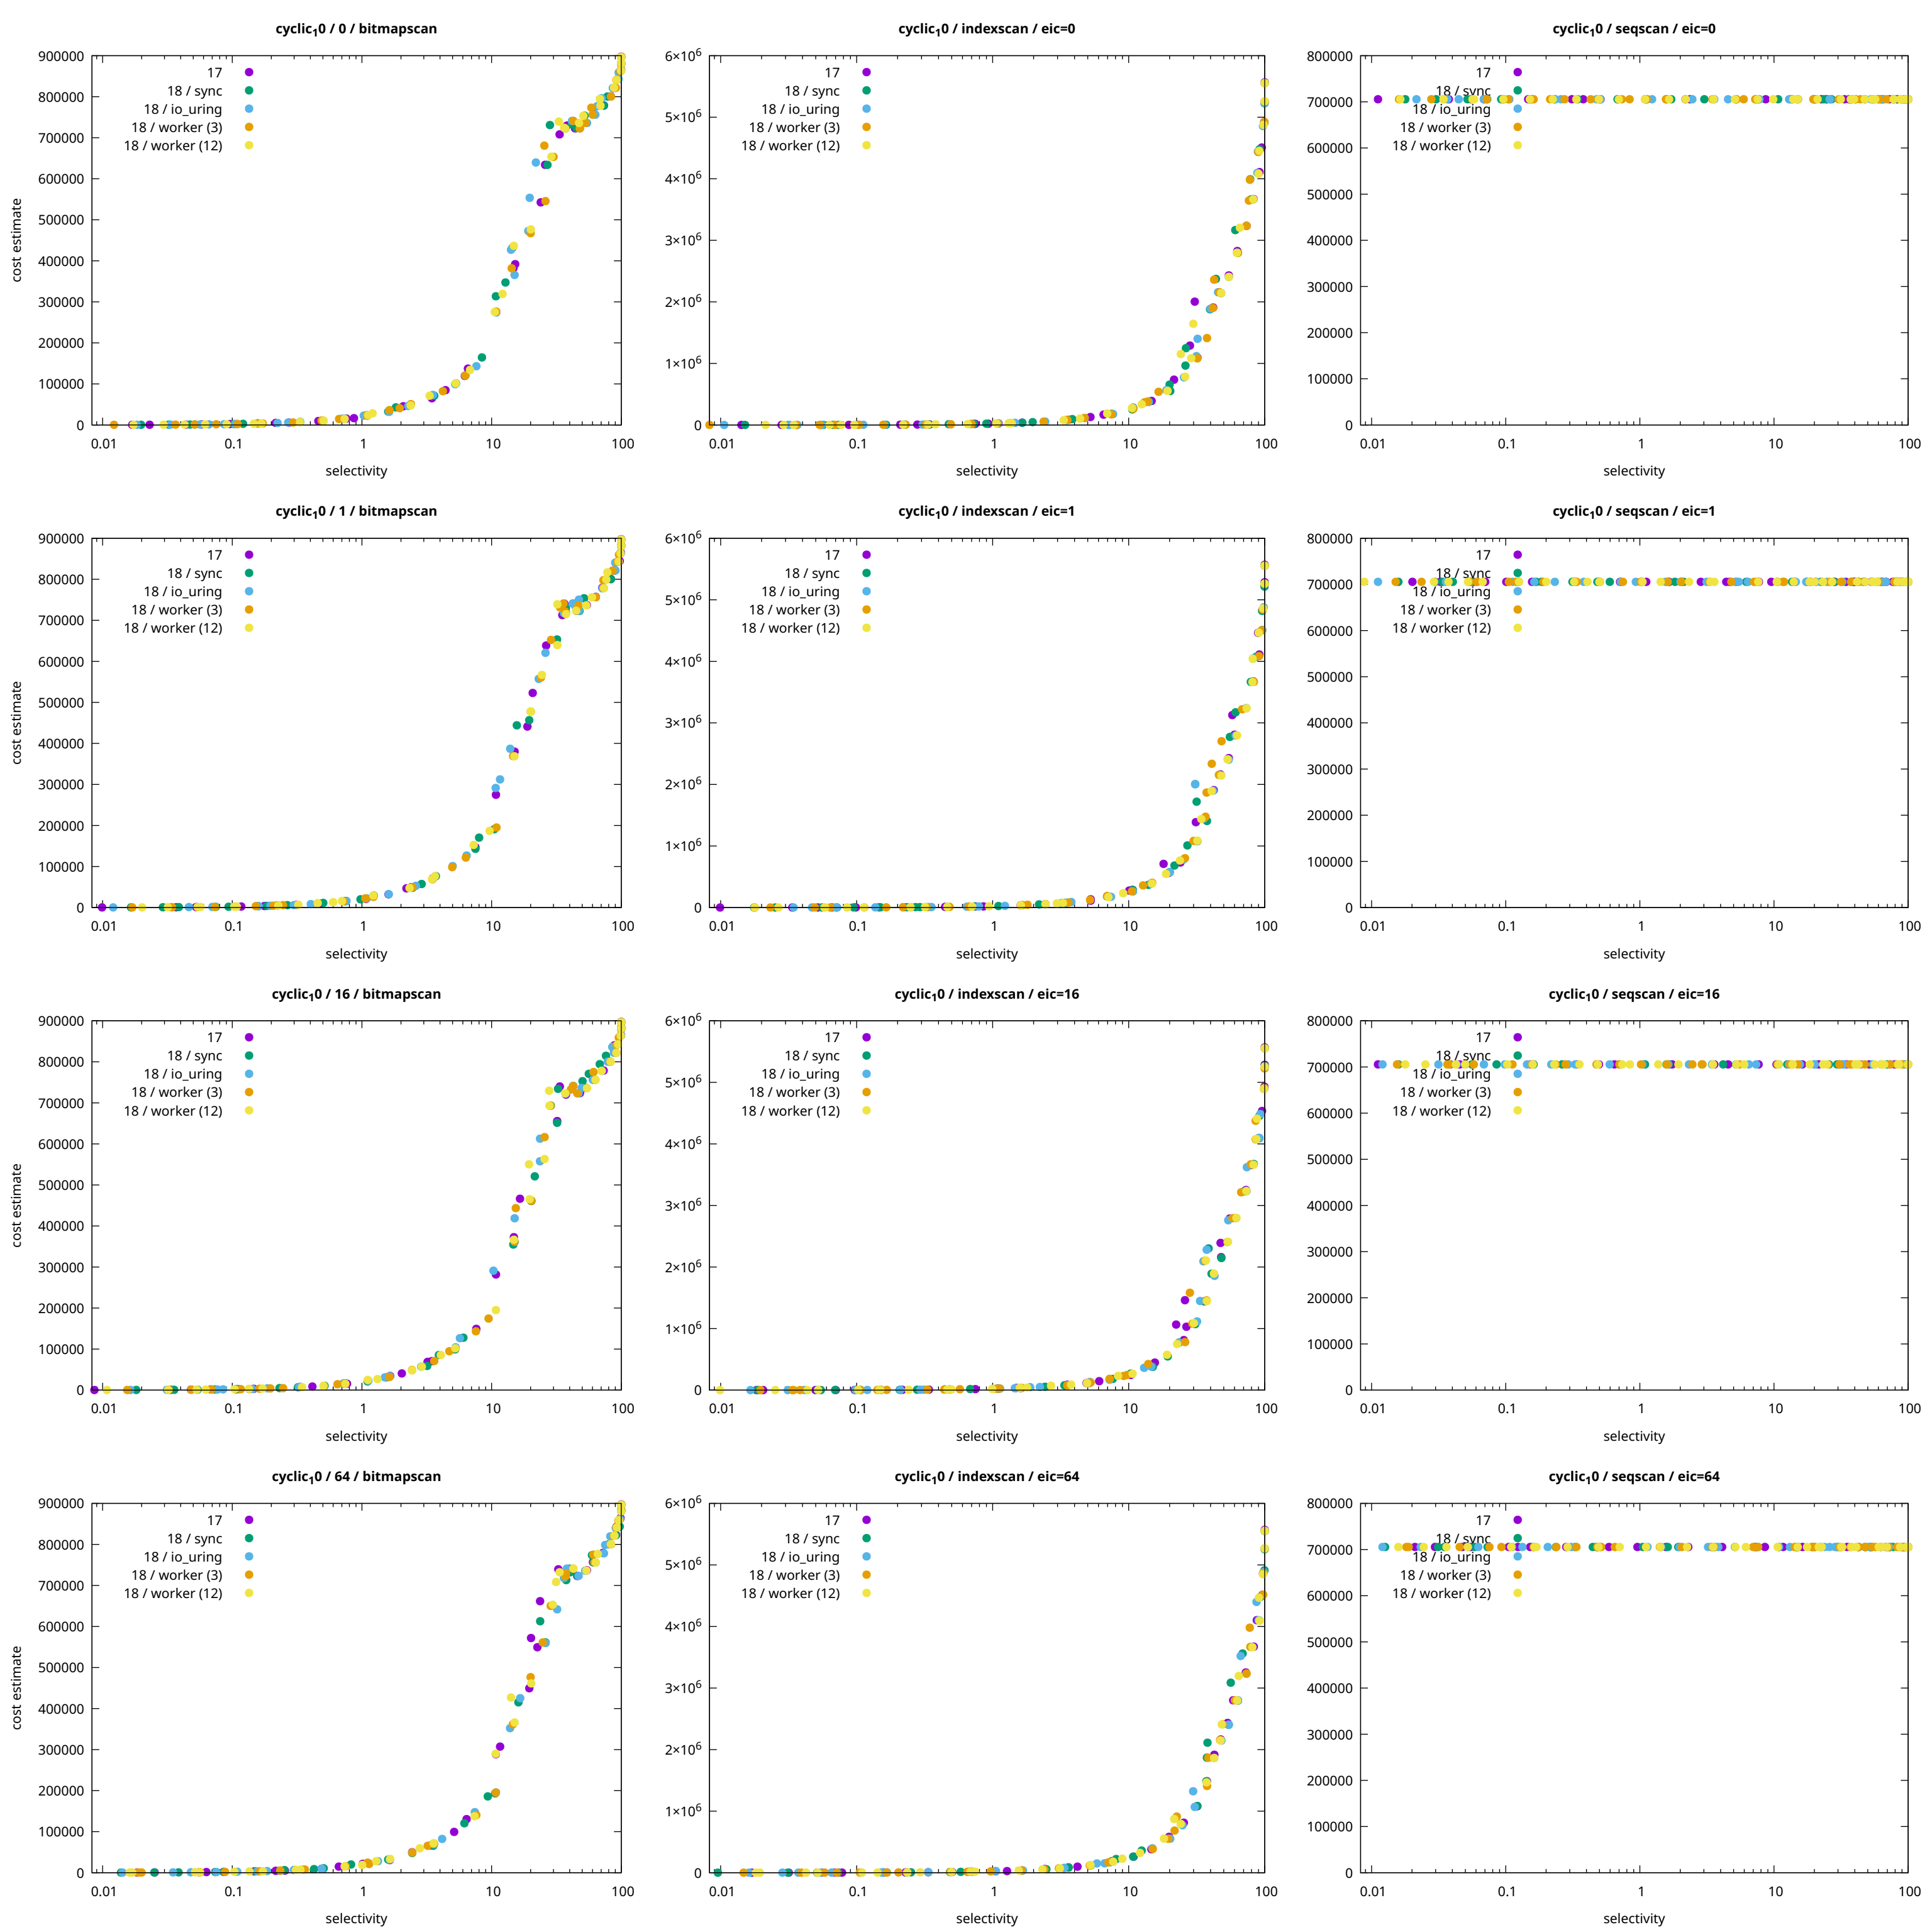 cyclic₁0 / 0 / bitmapscan
900000
800000
700000
600000
500000
400000
300000
200000
100000
0
cost estimate
17
18 / sync
18 / io_uring
18 / worker (3)
18 / worker (12)
0.01 0.1 1 10 100
selectivity
cyclic₁0 / indexscan / eic=0
6×10⁶
5×10⁶
4×10⁶
3×10⁶
2×10⁶
1×10⁶
0
17
18 / sync
18 / io_uring
18 / worker (3)
18 / worker (12)
0.01 0.1 1 10 100
selectivity
cyclic₁0 / seqscan / eic=0
800000
700000
600000
500000
400000
300000
200000
100000
0
17
18 / sync
18 / io_uring
18 / worker (3)
18 / worker (12)
0.01 0.1 1 10 100
selectivity
cyclic₁0 / 1 / bitmapscan
900000
800000
700000
600000
500000
400000
300000
200000
100000
0
cost estimate
17
18 / sync
18 / io_uring
18 / worker (3)
18 / worker (12)
0.01 0.1 1 10 100
selectivity
cyclic₁0 / indexscan / eic=1
6×10⁶
5×10⁶
4×10⁶
3×10⁶
2×10⁶
1×10⁶
0
17
18 / sync
18 / io_uring
18 / worker (3)
18 / worker (12)
0.01 0.1 1 10 100
selectivity
cyclic₁0 / seqscan / eic=1
800000
700000
600000
500000
400000
300000
200000
100000
0
17
18 / sync
18 / io_uring
18 / worker (3)
18 / worker (12)
0.01 0.1 1 10 100
selectivity
cyclic₁0 / 16 / bitmapscan
900000
800000
700000
600000
500000
400000
300000
200000
100000
0
cost estimate
17
18 / sync
18 / io_uring
18 / worker (3)
18 / worker (12)
0.01 0.1 1 10 100
selectivity
cyclic₁0 / indexscan / eic=16
6×10⁶
5×10⁶
4×10⁶
3×10⁶
2×10⁶
1×10⁶
0
17
18 / sync
18 / io_uring
18 / worker (3)
18 / worker (12)
0.01 0.1 1 10 100
selectivity
cyclic₁0 / seqscan / eic=16
800000
700000
600000
500000
400000
300000
200000
100000
0
17
18 / sync
18 / io_uring
18 / worker (3)
18 / worker (12)
0.01 0.1 1 10 100
selectivity
cyclic₁0 / 64 / bitmapscan
900000
800000
700000
600000
500000
400000
300000
200000
100000
0
cost estimate
17
18 / sync
18 / io_uring
18 / worker (3)
18 / worker (12)
0.01 0.1 1 10 100
selectivity
cyclic₁0 / indexscan / eic=64
6×10⁶
5×10⁶
4×10⁶
3×10⁶
2×10⁶
1×10⁶
0
17
18 / sync
18 / io_uring
18 / worker (3)
18 / worker (12)
0.01 0.1 1 10 100
selectivity
cyclic₁0 / seqscan / eic=64
800000
700000
600000
500000
400000
300000
200000
100000
0
17
18 / sync
18 / io_uring
18 / worker (3)
18 / worker (12)
0.01 0.1 1 10 100
selectivity